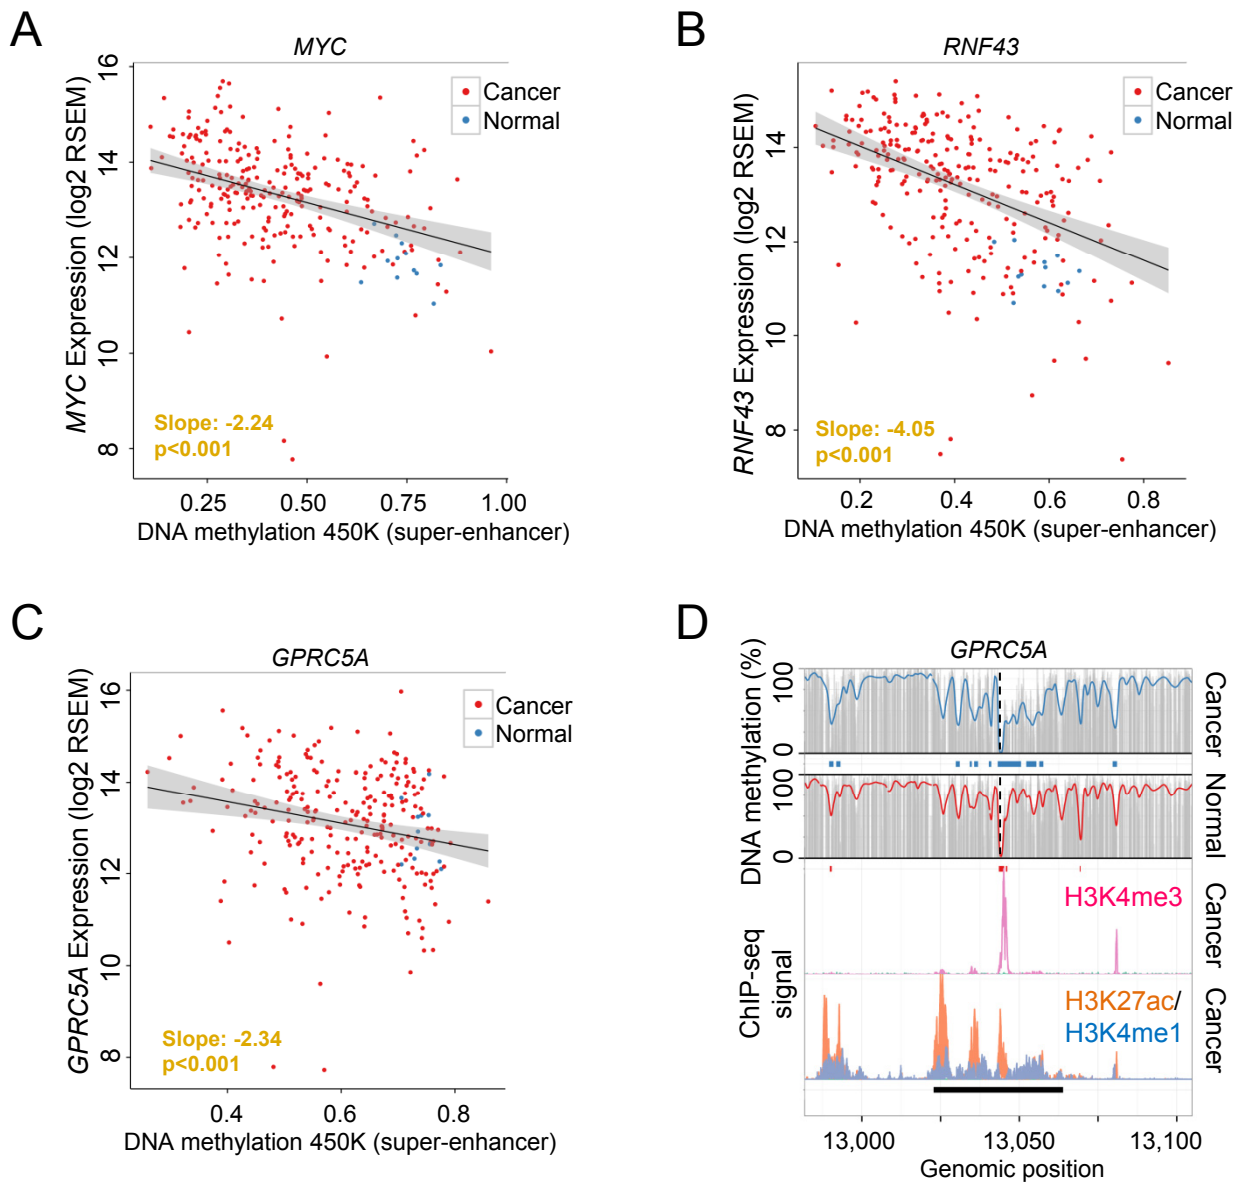 A
MYC
MYC Expression (log2 RSEM)
16
14
12
10
8
Cancer
Normal
Slope: -2.24
p<0.001
0.25
0.50
0.75
1.00
DNA methylation 450K (super-enhancer)
B
RNF43
RNF43 Expression (log2 RSEM)
14
12
10
8
Cancer
Normal
Slope: -4.05
p<0.001
0.2
0.4
0.6
0.8
DNA methylation 450K (super-enhancer)
C
GPRC5A
GPRC5A Expression (log2 RSEM)
16
14
12
10
8
Cancer
Normal
Slope: -2.34
p<0.001
0.4
0.6
0.8
DNA methylation 450K (super-enhancer)
D
GPRC5A
DNA methylation (%)
100
0
Cancer
100
0
Normal
ChIP-seq
signal
H3K4me3
Cancer
H3K27ac/
H3K4me1
Cancer
13,000
13,050
13,100
Genomic position